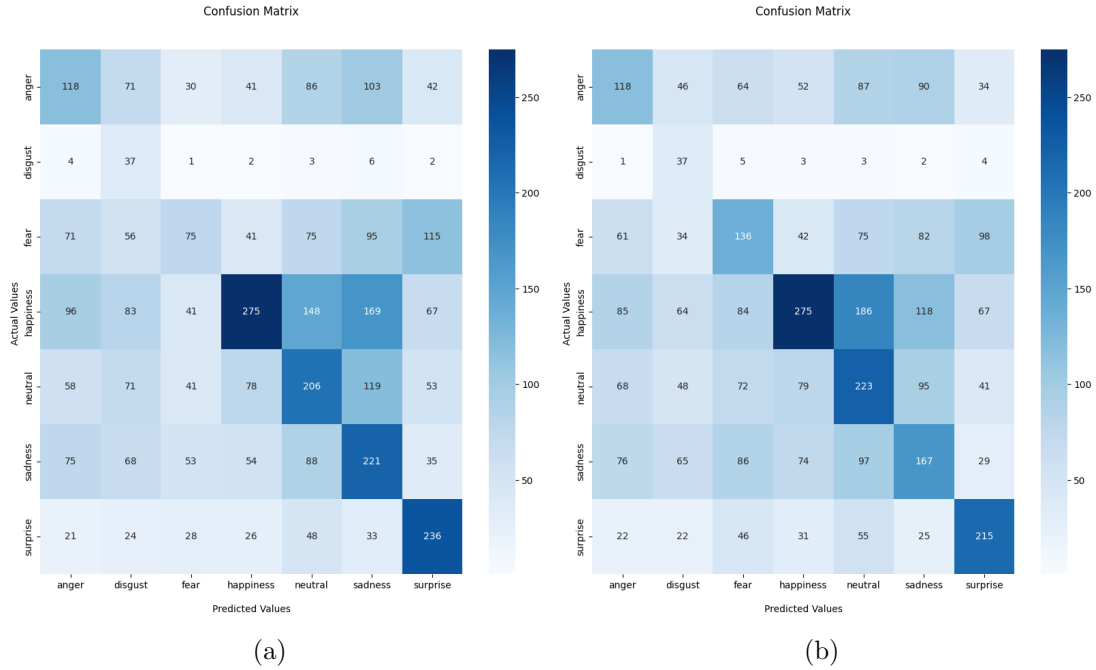 Confusion Matrix
anger 118 71 30 41 86 103 42
disgust 4 37 1 2 3 6 2
fear 71 56 75 41 75 95 115
happiness 96 83 41 275 148 169 67
neutral 58 71 41 78 206 119 53
sadness 75 68 53 54 88 221 35
surprise 21 24 28 26 48 33 236
anger disgust fear happiness neutral sadness surprise
Actual Values
Predicted Values
250
200
150
100
50
(a)
Confusion Matrix
anger 118 46 64 52 87 90 34
disgust 1 37 5 3 3 2 4
fear 61 34 136 42 75 82 98
happiness 85 64 84 275 186 118 67
neutral 68 48 72 79 223 95 41
sadness 76 65 86 74 97 167 29
surprise 22 22 46 31 55 25 215
anger disgust fear happiness neutral sadness surprise
Actual Values
Predicted Values
250
200
150
100
50
(b)